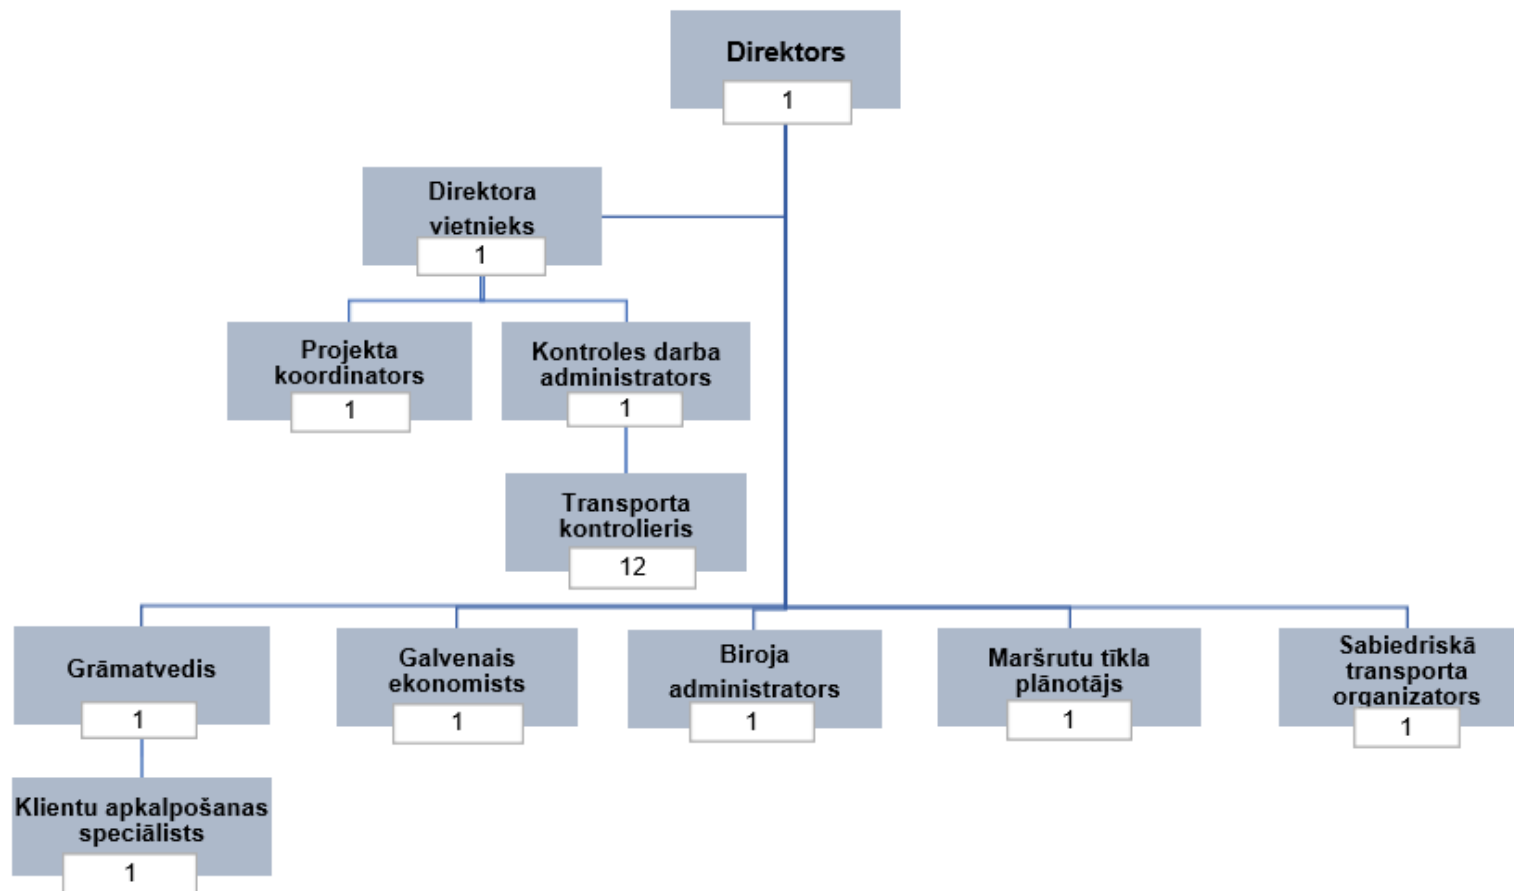 Direktors
1
Direktora
vietnieks
1
Projekta
koordinators
1
Kontroles darba
administrators
1
Transporta
kontrolieris
12
Grāmatvedis
1
Galvenais
ekonomists
1
Biroja
administrators
1
Maršrutu tīkla
plānotājs
1
Sabiedriskā
transporta
organizators
1
Klientu apkalpošanas
speciālists
1